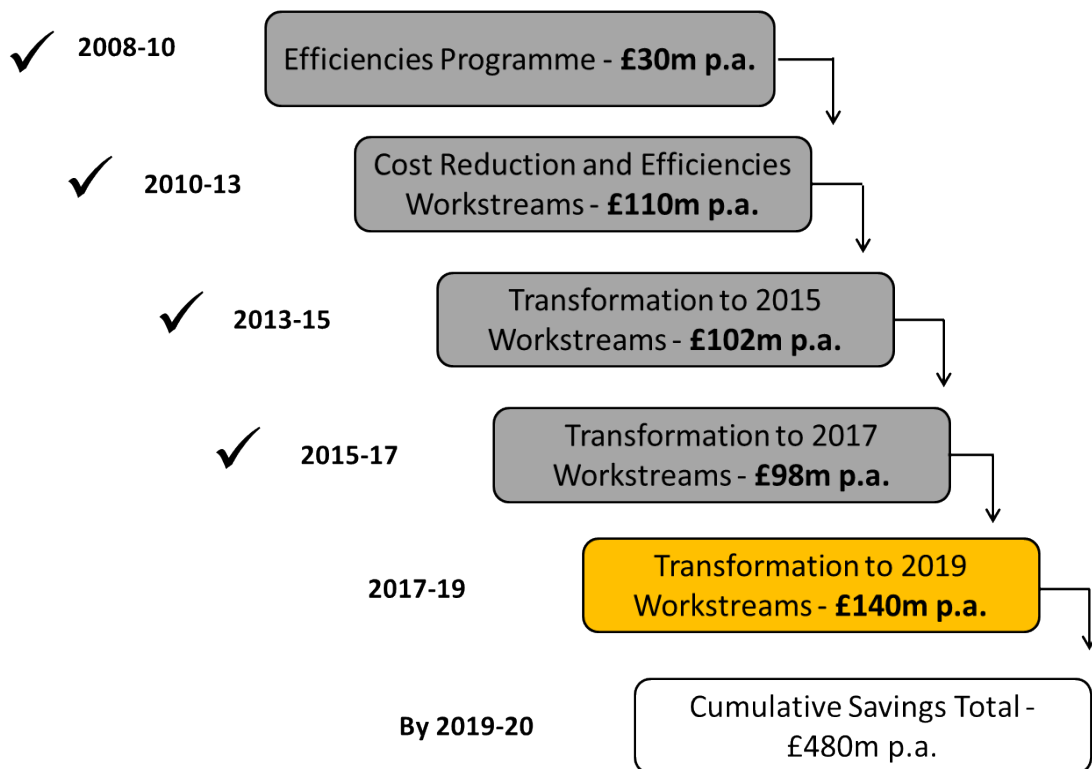 2008-10
Efficiencies Programme - £30m p.a.
2010-13
Cost Reduction and Efficiencies
Workstreams - £110m p.a.
2013-15
Transformation to 2015
Workstreams - £102m p.a.
2015-17
Transformation to 2017
Workstreams - £98m p.a.
2017-19
Transformation to 2019
Workstreams - £140m p.a.
By 2019-20
Cumulative Savings Total -
£480m p.a.